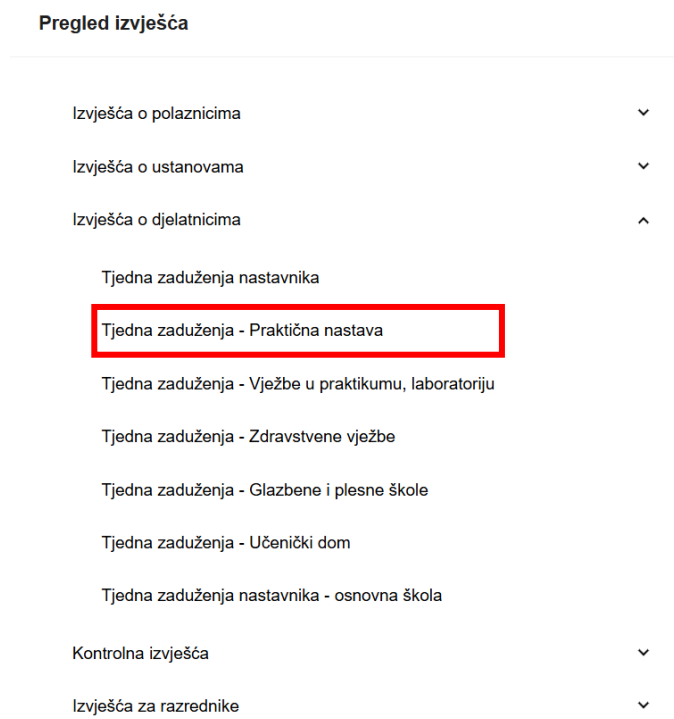 Pregled izvješća
Izvješća o polaznicima
Izvješća o ustanovama
Izvješća o djelatnicima
Tjedna zaduženja nastavnika
Tjedna zaduženja - Praktična nastava
Tjedna zaduženja - Vježbe u praktikumu, laboratoriju
Tjedna zaduženja - Zdravstvene vježbe
Tjedna zaduženja - Glazbene i plesne škole
Tjedna zaduženja - Učenički dom
Tjedna zaduženja nastavnika - osnovna škola
Kontrolna izvješća
Izvješća za razrednike